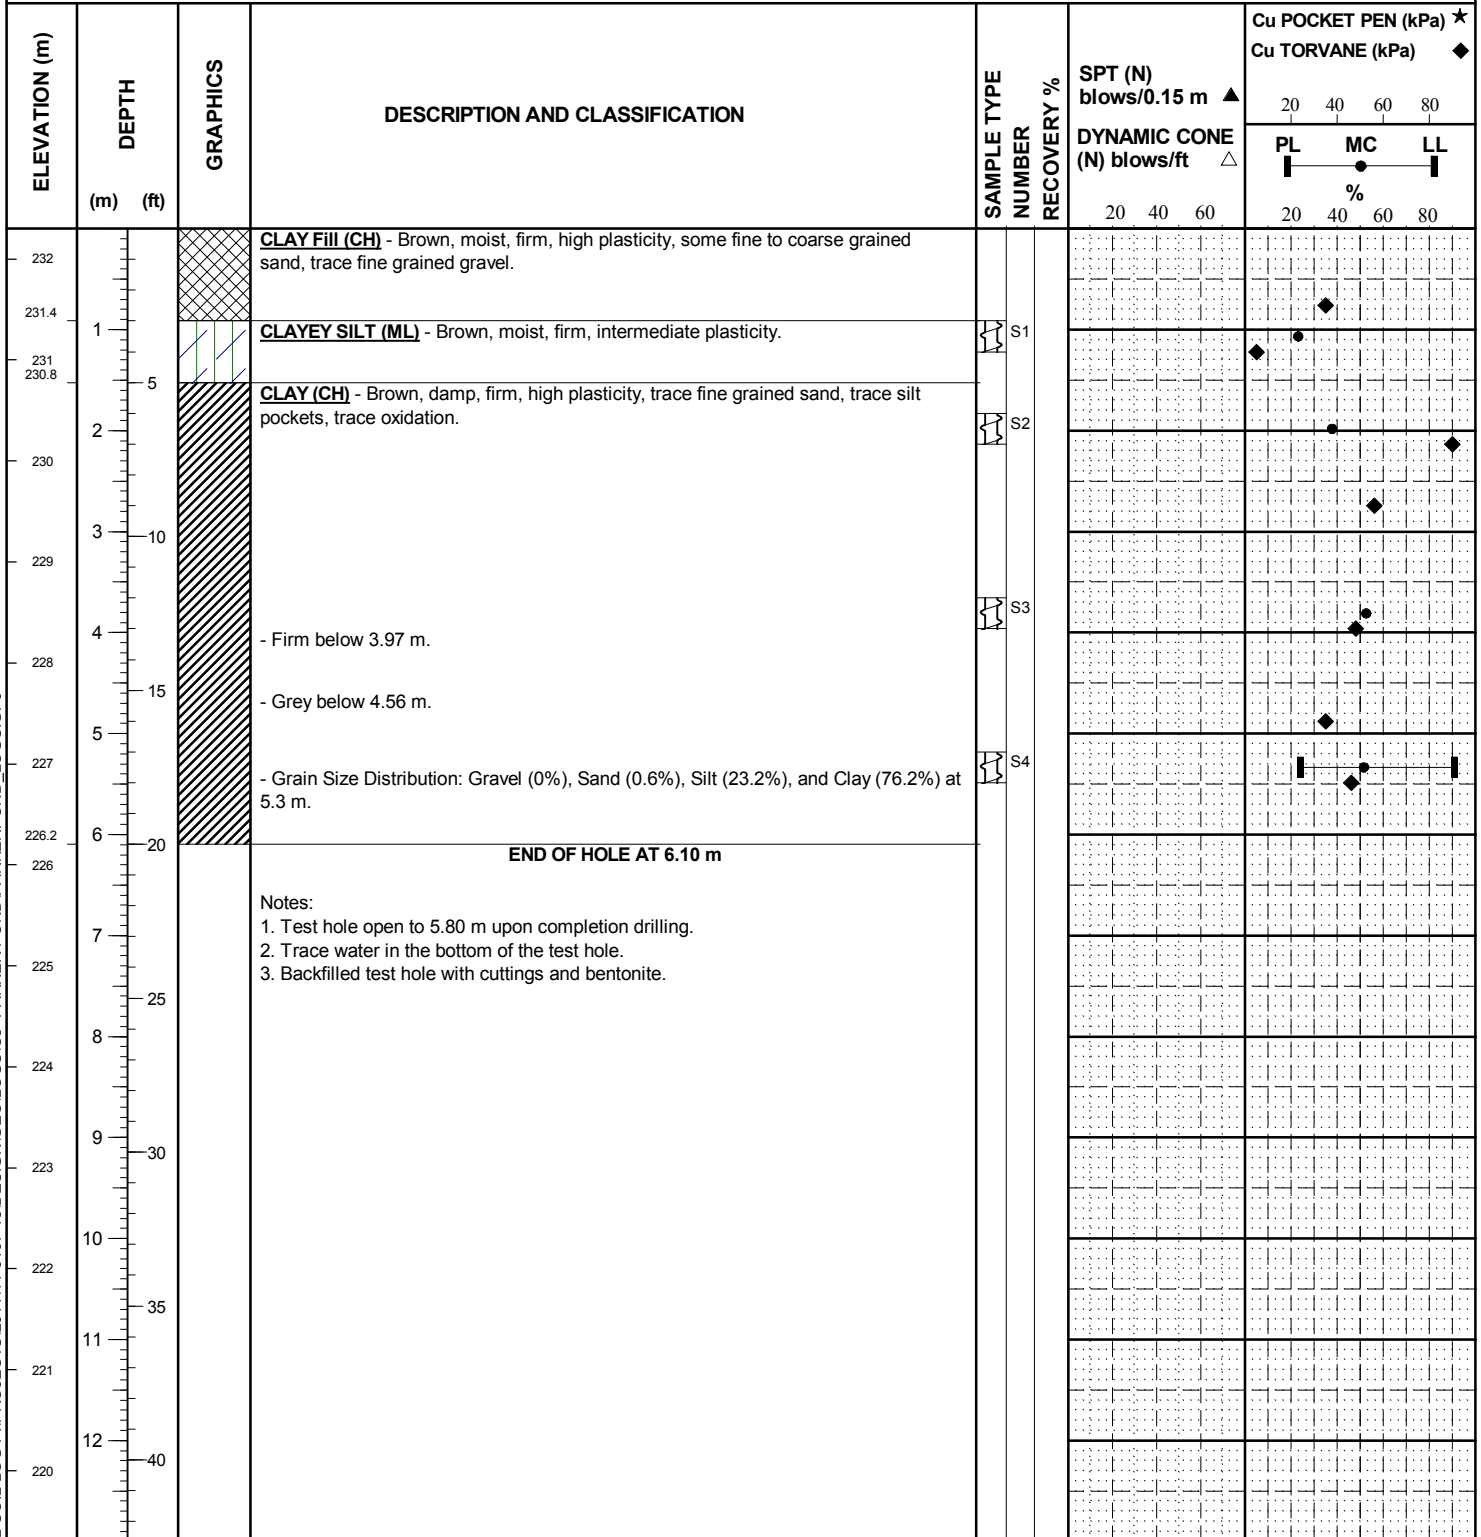 ELEVATION (m)
DEPTH
(m) (ft)
GRAPHICS
DESCRIPTION AND CLASSIFICATION
SAMPLE TYPE
NUMBER
RECOVERY %
SPT (N)
blows/0.15 m ▲
DYNAMIC CONE
(N) blows/ft △
20 40 60
Cu POCKET PEN (kPa) ★
Cu TORVANE (kPa) ◆
20 40 60 80
PL MC LL
%
20 40 60 80
CLAY Fill (CH) - Brown, moist, firm, high plasticity, some fine to coarse grained
sand, trace fine grained gravel.
232
231.4
1
CLAYEY SILT (ML) - Brown, moist, firm, intermediate plasticity.
S1
231
230.8
5
CLAY (CH) - Brown, damp, firm, high plasticity, trace fine grained sand, trace silt
pockets, trace oxidation.
S2
2
230
3
10
229
S3
4
- Firm below 3.97 m.
228
15
- Grey below 4.56 m.
5
227
S4
- Grain Size Distribution: Gravel (0%), Sand (0.6%), Silt (23.2%), and Clay (76.2%) at
5.3 m.
226.2
6
20
END OF HOLE AT 6.10 m
226
Notes:
1. Test hole open to 5.80 m upon completion drilling.
2. Trace water in the bottom of the test hole.
3. Backfilled test hole with cuttings and bentonite.
7
225
25
8
224
9
30
223
10
222
35
11
221
12
40
220